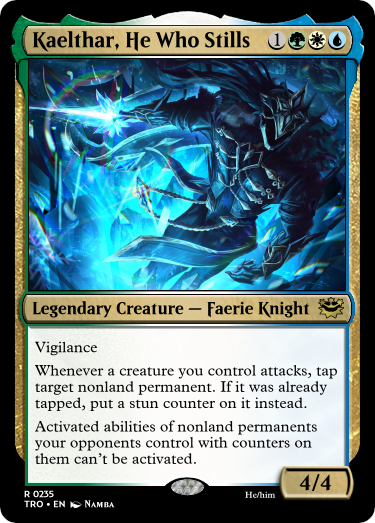 Kaelthar, He Who Stills 1
Legendary Creature — Faerie Knight
Vigilance
Whenever a creature you control attacks, tap
target nonland permanent. If it was already
tapped, put a stun counter on it instead.
Activated abilities of nonland permanents
your opponents control with counters on
them can't be activated.
4/4
R 0235
TRO • EN NAMBA
He/him